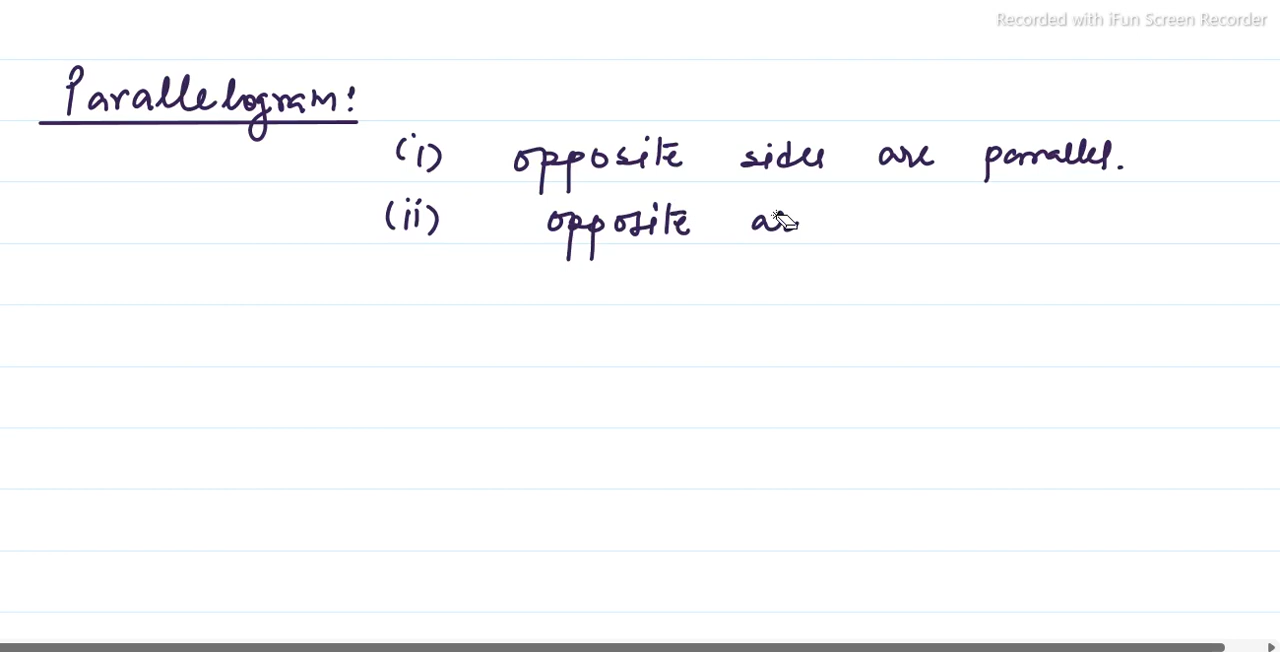 Recorded with iFun Screen Recorder
Parallelogram:
(i) opposite sides are parallel.
(ii) opposite